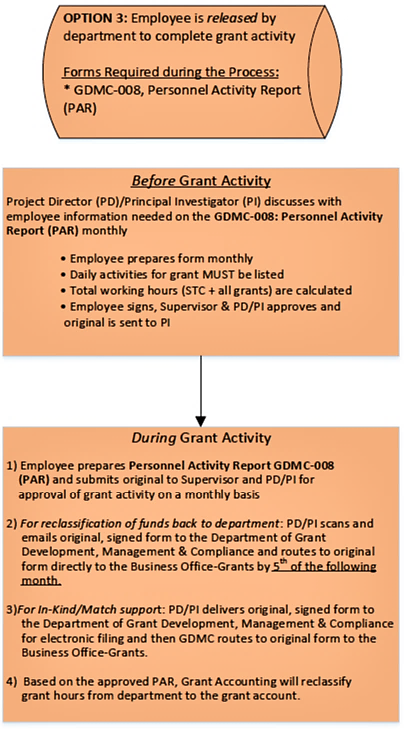 OPTION 3: Employee is released by
department to complete grant activity
Forms Required during the Process:
* GDMC-008, Personnel Activity Report
(PAR)
Before Grant Activity
Project Director (PD)/Principal Investigator (PI) discusses with
employee information needed on the GDMC-008: Personnel Activity
Report (PAR) monthly
• Employee prepares form monthly
• Daily activities for grant MUST be listed
• Total working hours (STC + all grants) are calculated
• Employee signs, Supervisor & PD/PI approves and
original is sent to PI
During Grant Activity
1) Employee prepares Personnel Activity Report GDMC-008
(PAR) and submits original to Supervisor and PD/PI for
approval of grant activity on a monthly basis
2) For reclassification of funds back to department: PD/PI scans and
emails original, signed form to the Department of Grant
Development, Management & Compliance and routes to original
form directly to the Business Office-Grants by 5th of the following
month.
3)For In-Kind/Match support: PD/PI delivers original, signed form to
the Department of Grant Development, Management & Compliance
for electronic filing and then GDMC routes to original form to the
Business Office-Grants.
4) Based on the approved PAR, Grant Accounting will reclassify
grant hours from department to the grant account.